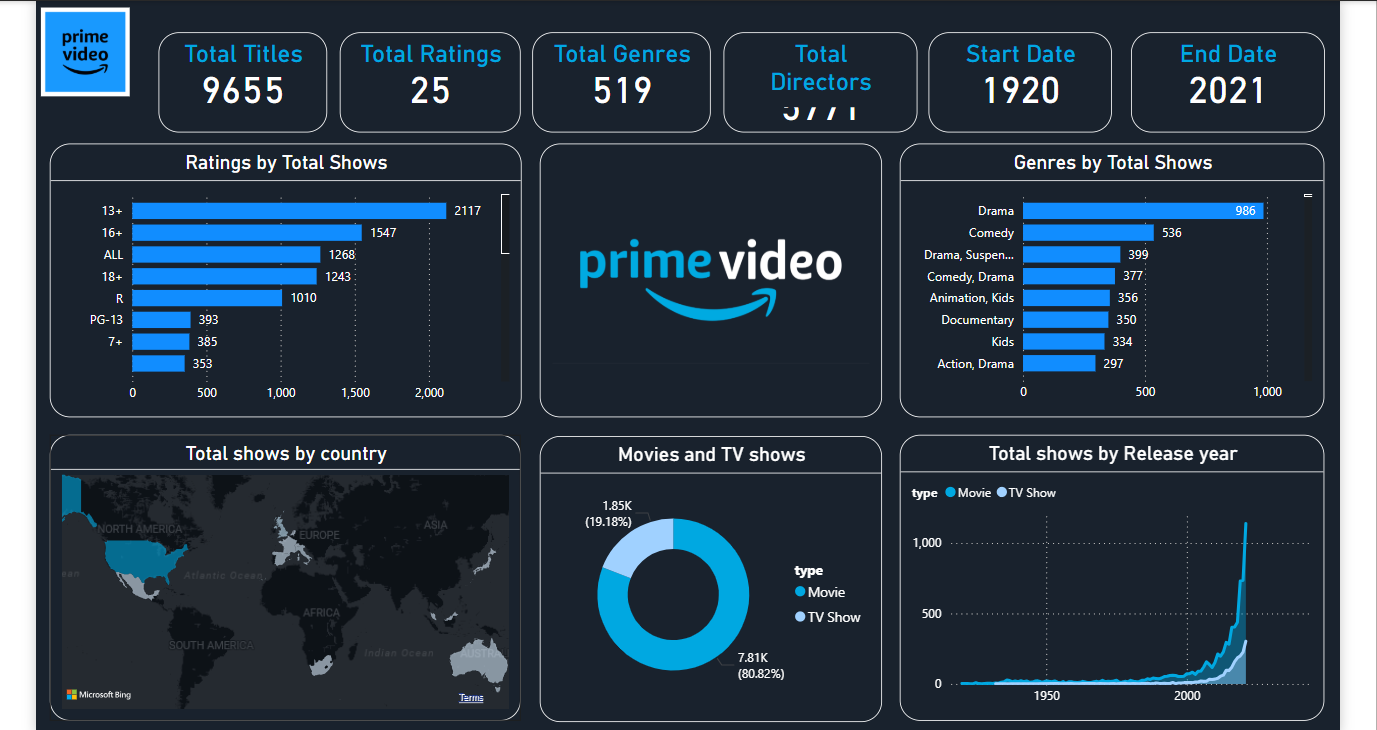 prime
video
Total Titles
9655
Total Ratings
25
Total Genres
519
Total
Directors
Start Date
1920
End Date
2021
Ratings by Total Shows
13+ 2117
16+ 1547
ALL 1268
18+ 1243
R 1010
PG-13 393
7+ 385
353
0 500 1,000 1,500 2,000
prime video
Genres by Total Shows
Drama 986
Comedy 536
Drama, Suspen... 399
Comedy, Drama 377
Animation, Kids 356
Documentary 350
Kids 334
Action, Drama 297
0 500 1,000
Total shows by country
NORTH AMERICA
EUROPE
ASIA
ean
Atlantic Ocean
AFRICA
SOUTH AMERICA
Indian Ocean
AUSTRA
Microsoft Bing
Terms
Movies and TV shows
1.85K
(19.18%)
type
Movie
TV Show
7.81K
(80.82%)
Total shows by Release year
type Movie TV Show
1,000
500
0
1950 2000